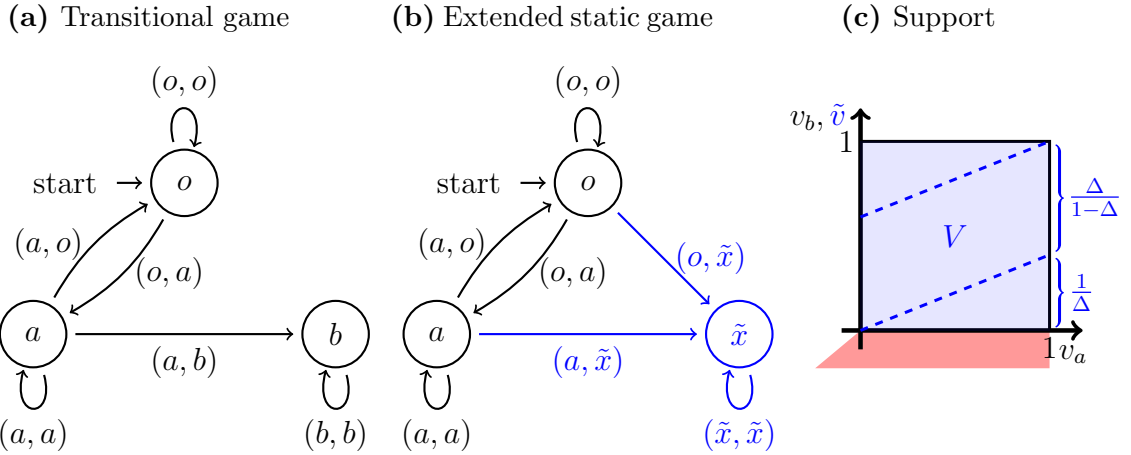 (a) Transitional game
(o, o)
start
o
(a, o)
(o, a)
a
b
(a, b)
(a, a)
(b, b)
(b) Extended static game
(o, o)
start
o
(a, o)
(o, a)
(o, x̃)
a
x̃
(a, x̃)
(a, a)
(x̃, x̃)
(c) Support
v_b, ṽ
1
V
Δ/(1−Δ)
1/Δ
1
v_a